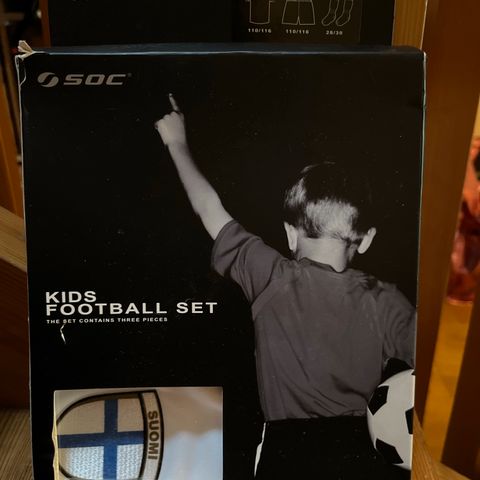 110/116 110/116 28/30
SOC
KIDS
FOOTBALL SET
THE SET CONTAINS THREE PIECES
SUOMI